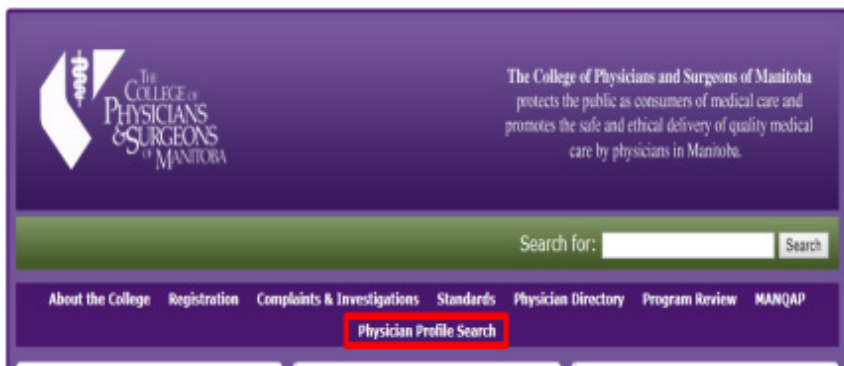 THE
COLLEGE OF
PHYSICIANS
&SURGEONS
OF MANITOBA
The College of Physicians and Surgeons of Manitoba
protects the public as consumers of medical care and
promotes the safe and ethical delivery of quality medical
care by physicians in Manitoba.
Search for: Search
About the College Registration Complaints & Investigations Standards Physician Directory Program Review MANQAP
Physician Profile Search